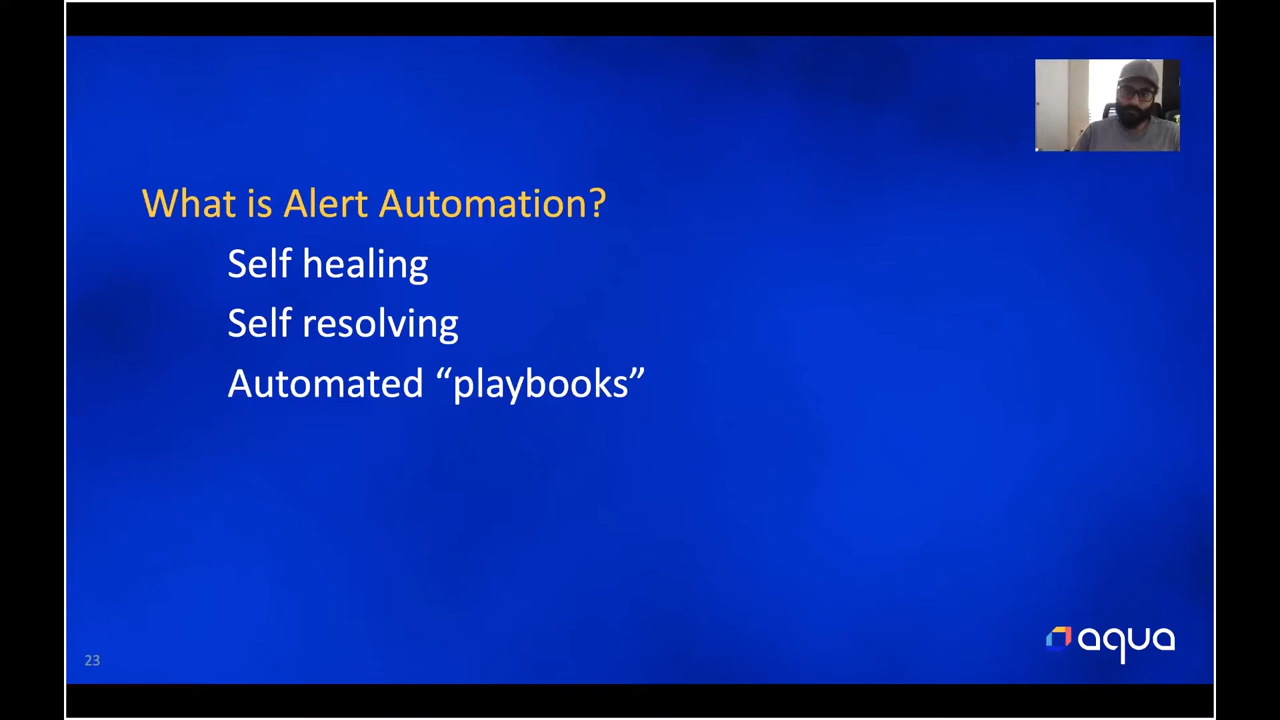 What is Alert Automation?
Self healing
Self resolving
Automated “playbooks”
aqua
23